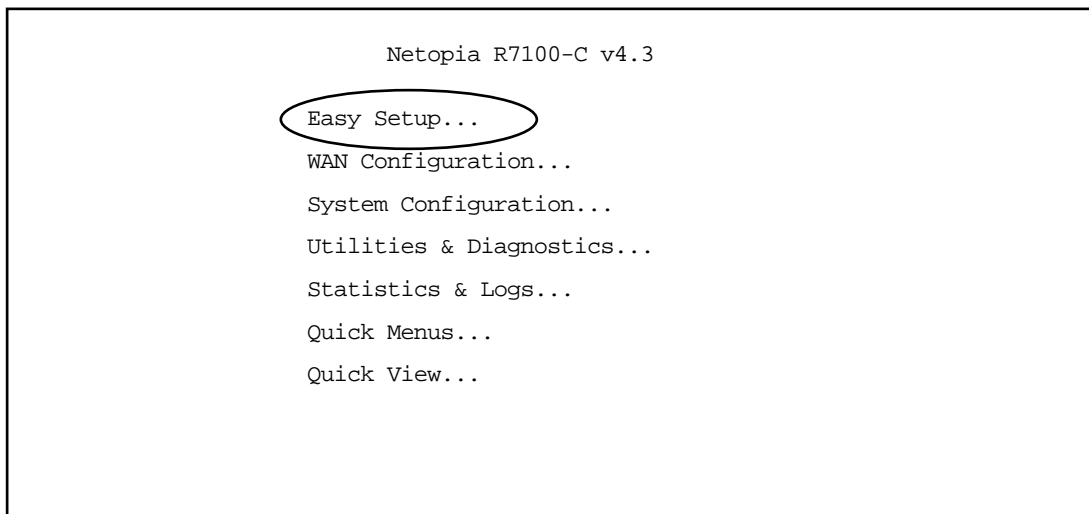 Netopia R7100-C v4.3
Easy Setup...
WAN Configuration...
System Configuration...
Utilities & Diagnostics...
Statistics & Logs...
Quick Menus...
Quick View...